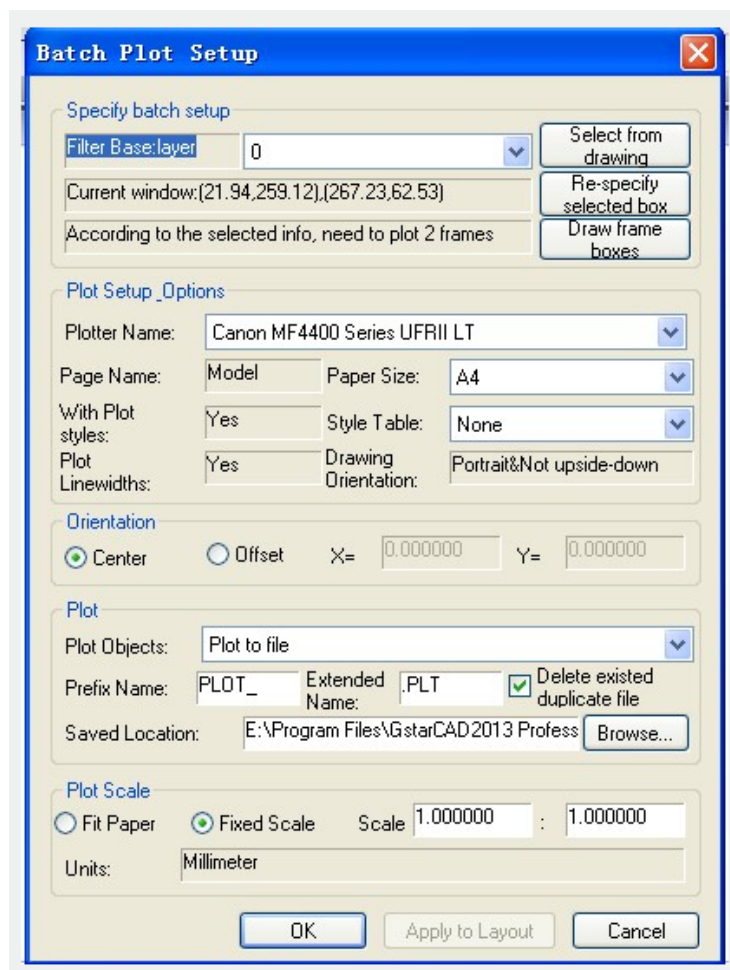 Batch Plot Setup
Specify batch setup
Filter Base:layer
0
Select from
drawing
Current window:(21.94,259.12),(267.23,62.53)
Re-specify
selected box
According to the selected info, need to plot 2 frames
Draw frame
boxes
Plot Setup_Options
Plotter Name:
Canon MF4400 Series UFRII LT
Page Name:
Model
Paper Size:
A4
With Plot
styles:
Yes
Style Table:
None
Plot
Linewidths:
Yes
Drawing
Orientation:
Portrait&Not upside-down
Orientation
Center
Offset
X=
0.000000
Y=
0.000000
Plot
Plot Objects:
Plot to file
Prefix Name:
PLOT_
Extended
Name:
.PLT
Delete existed
duplicate file
Saved Location:
E:\Program Files\GstarCAD2013 Profess
Browse...
Plot Scale
Fit Paper
Fixed Scale
Scale
1.000000
:
1.000000
Units:
Millimeter
OK
Apply to Layout
Cancel